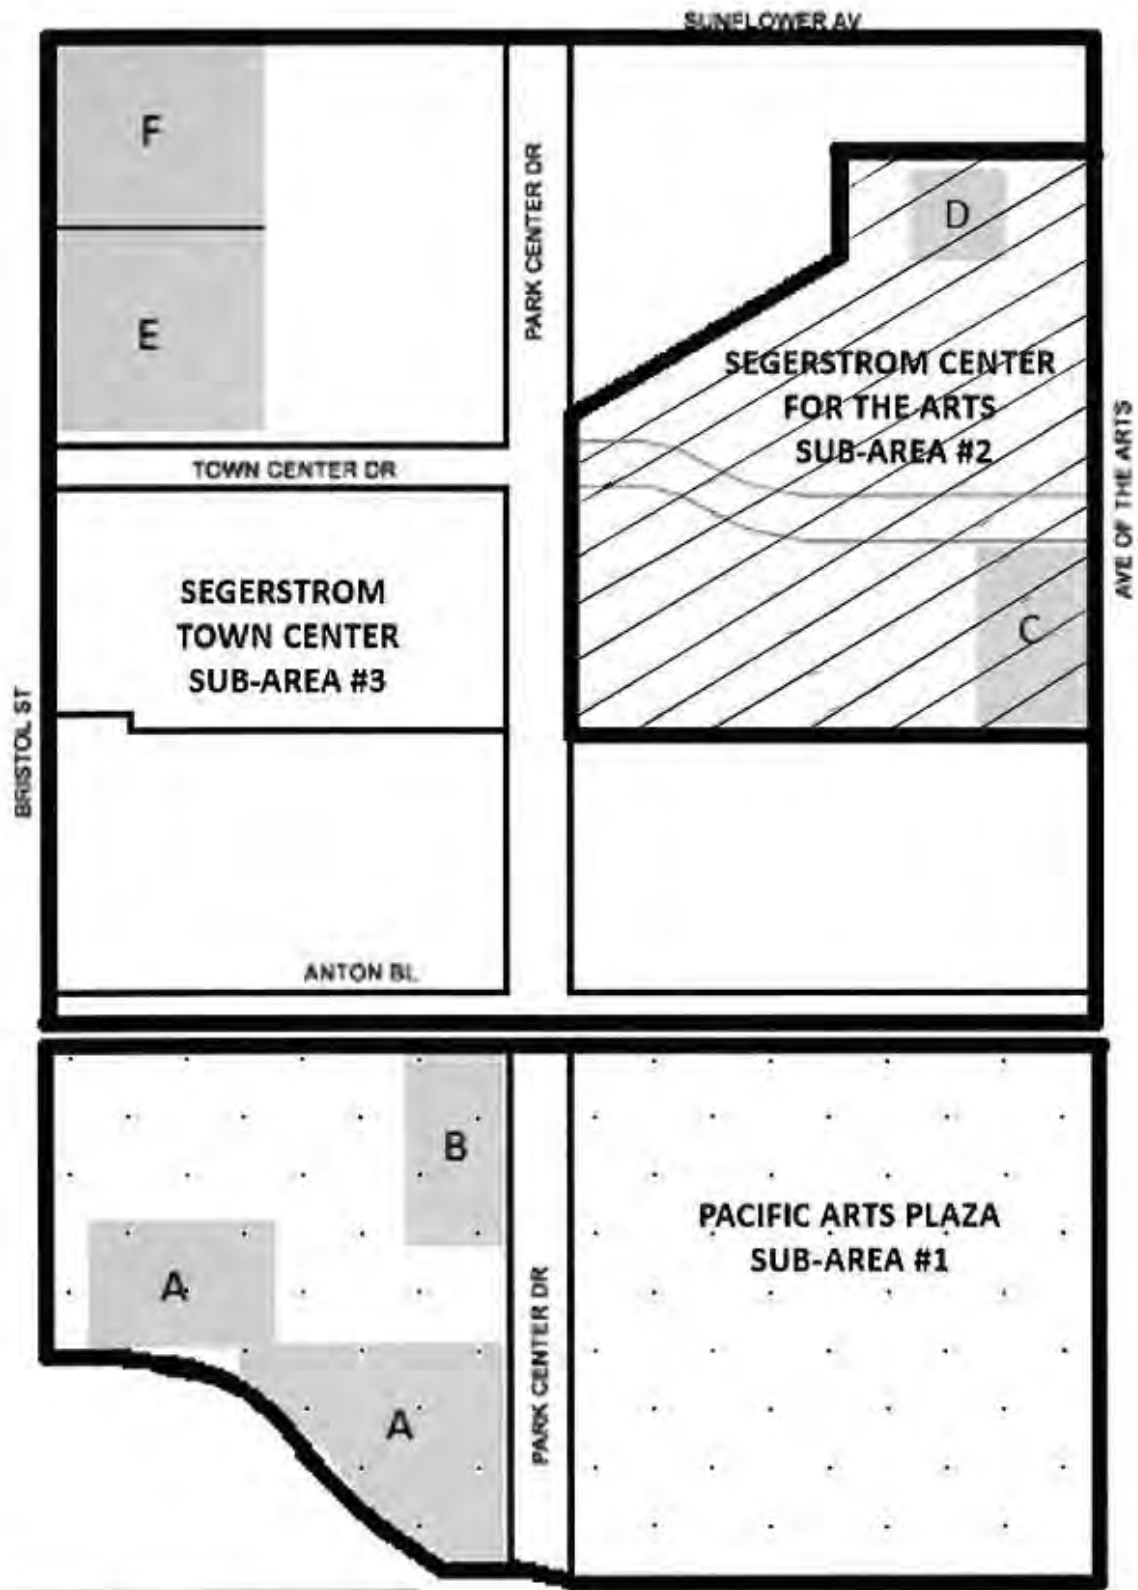 SUNFLOWER AV
F
PARK CENTER DR
D
E
SEGERSTROM CENTER
FOR THE ARTS
SUB-AREA #2
AVE OF THE ARTS
TOWN CENTER DR
SEGERSTROM
TOWN CENTER
SUB-AREA #3
C
BRISTOL ST
ANTON BL
B
PACIFIC ARTS PLAZA
SUB-AREA #1
A
PARK CENTER DR
A